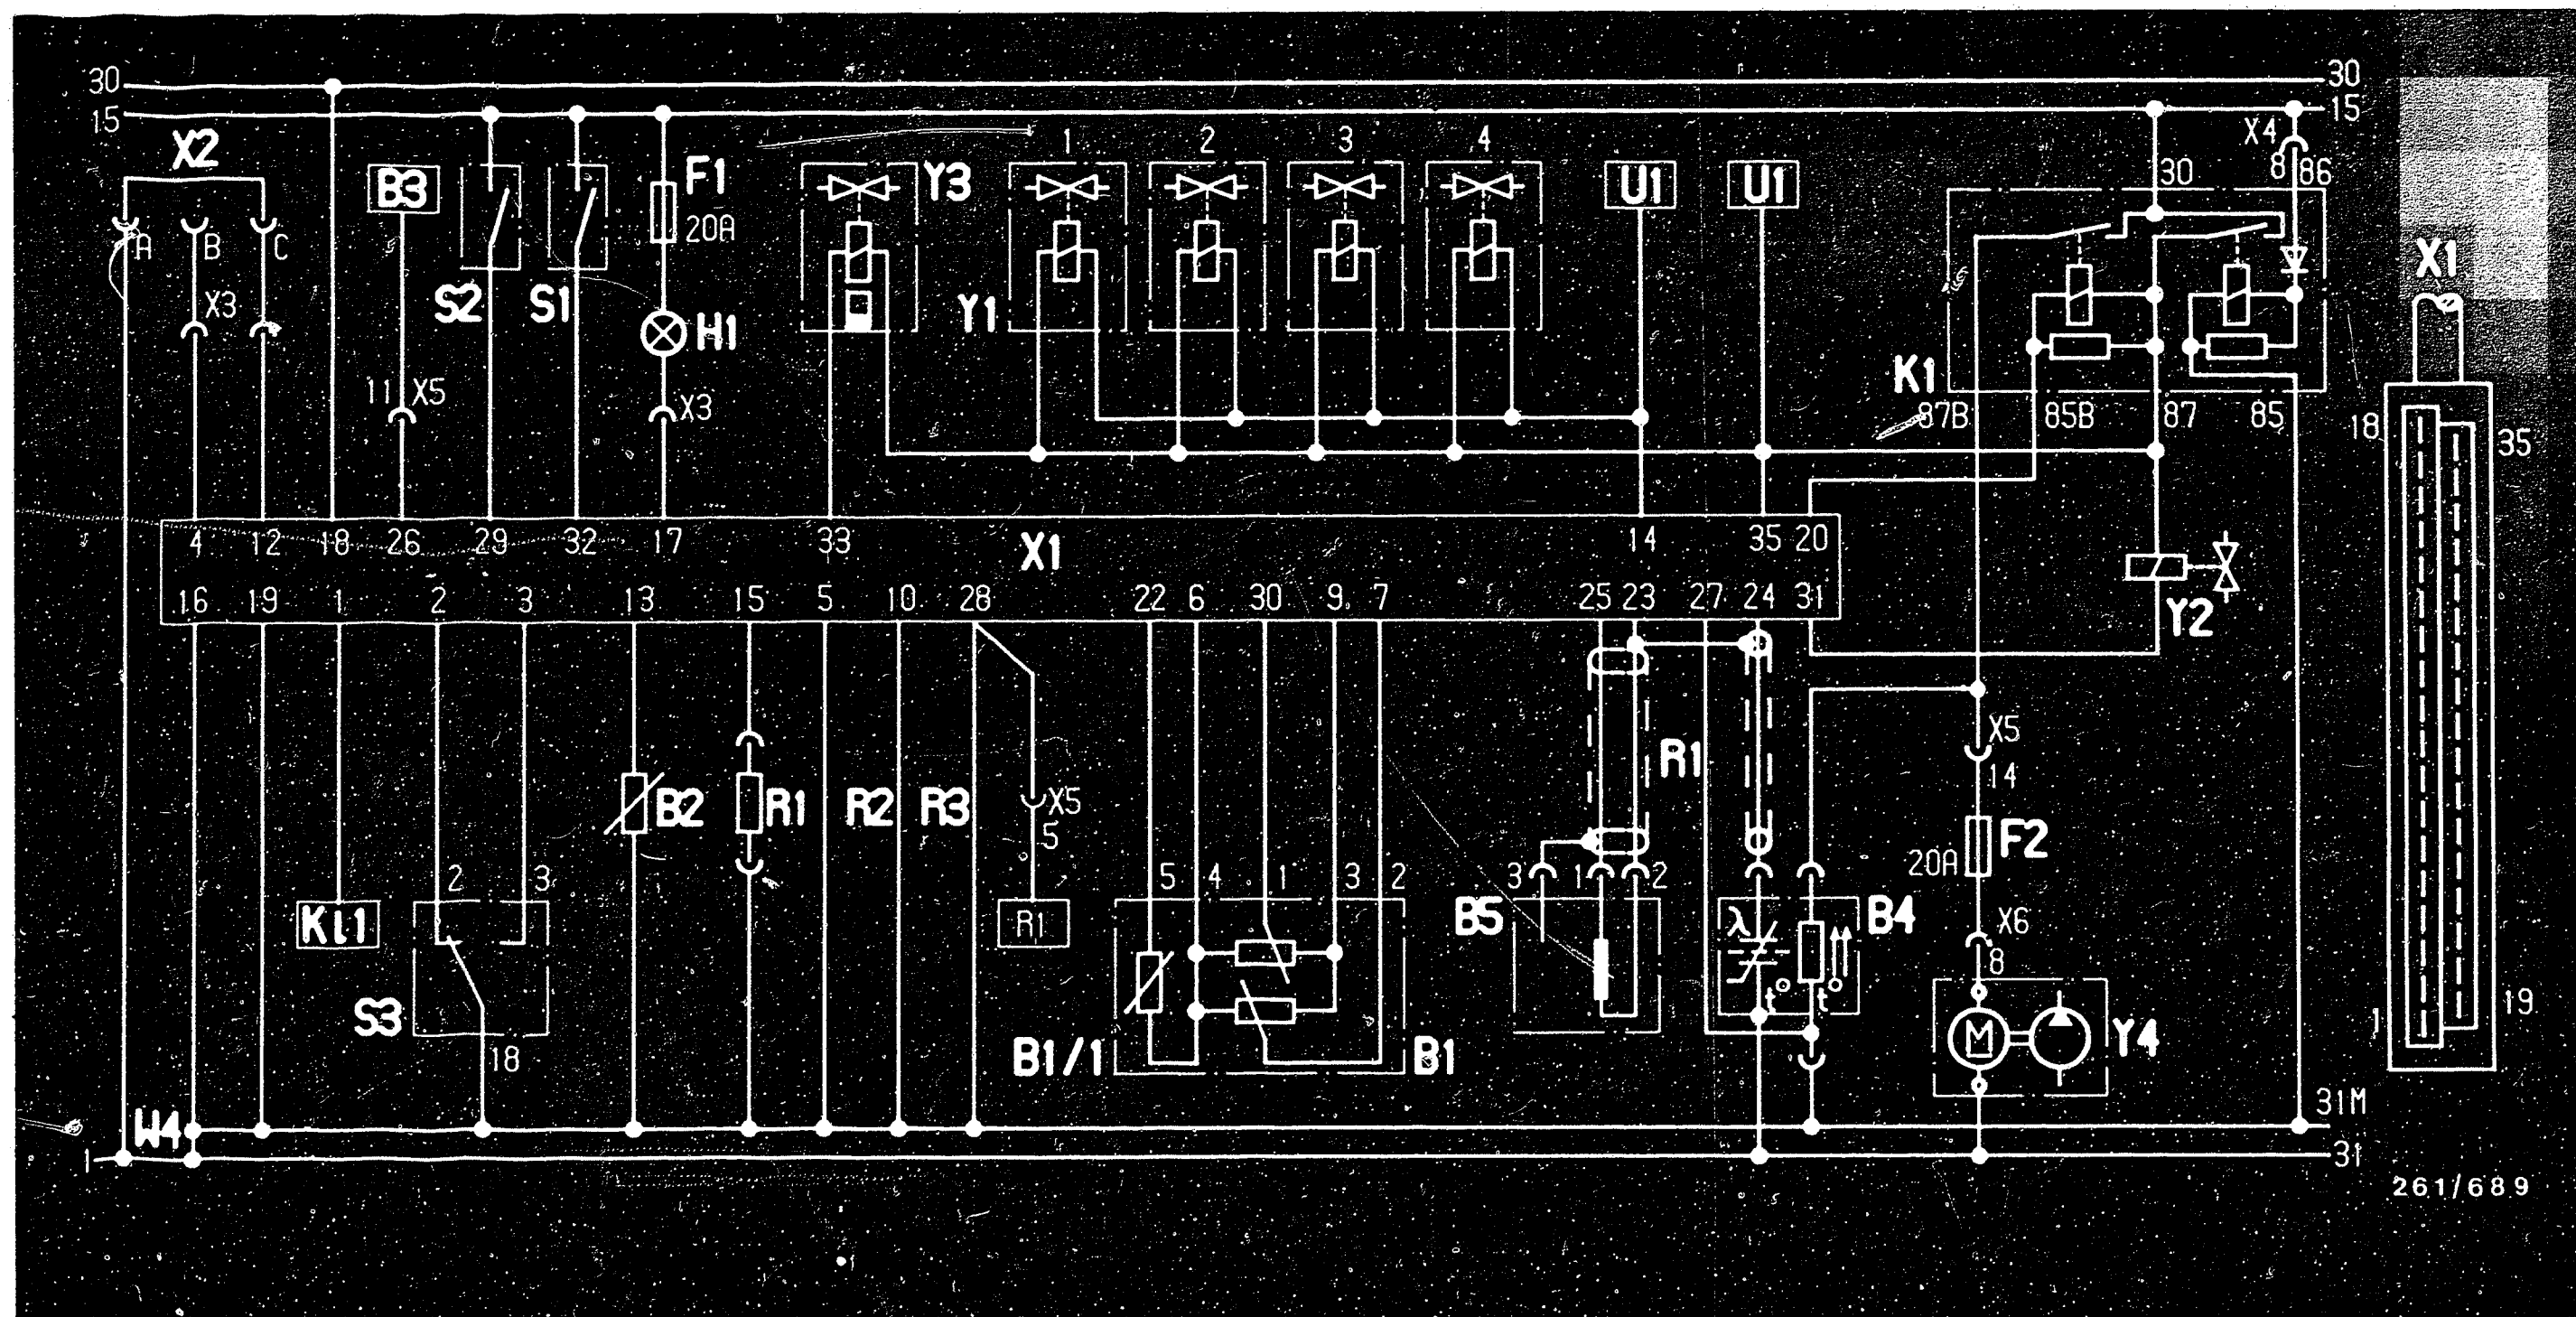 30 30
15 15
X2 X4
B3 F1 Y3 1 2 3 4 U1 U1 30 8 86
A B C 20A
X3 S2 S1 H1 Y1 X1
11 X5 X3 K1
87B 85B 87 85 18 35
4 12 18 26 29 32 17 33 X1 14 35 20
16 19 1 2 3 13 15 5 10 28 22 6 30 9 7 25 23 27 24 31
Y2
X5
R1 14
B2 R1 R2 R3 X5
5 F2
20A
2 3 5 4 1 3 2 3 1 2
Kl1 R1 B5 λ B4 X6
8
S3 t° t° 1 19
18 B1/1 B1 M Y4
W4 31M
1 31
261/689